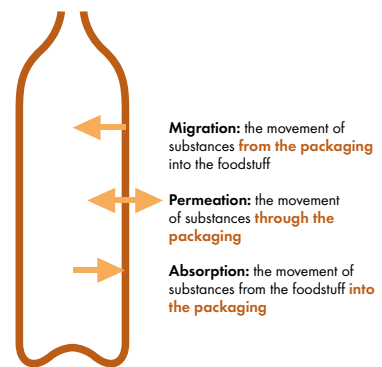 Migration: the movement of
substances from the packaging
into the foodstuff
Permeation: the movement
of substances through the
packaging
Absorption: the movement of
substances from the foodstuff into
the packaging